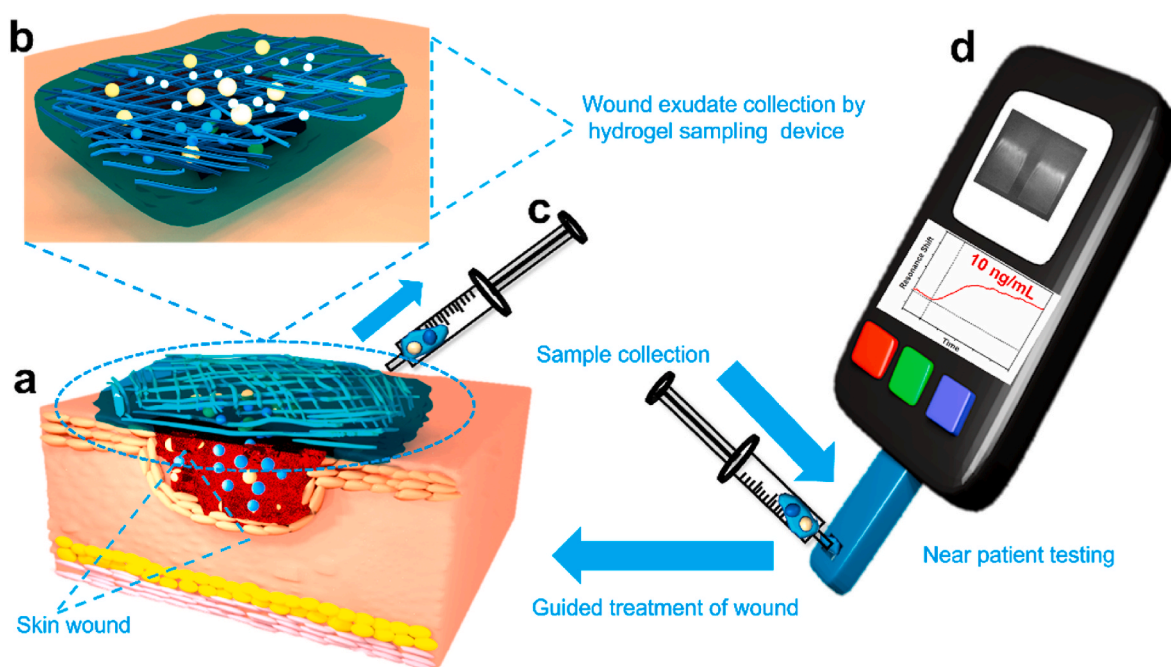 b
Wound exudate collection by
hydrogel sampling device
d
c
Resonance Shift
10 ng/mL
Time
a
Sample collection
Near patient testing
Guided treatment of wound
Skin wound